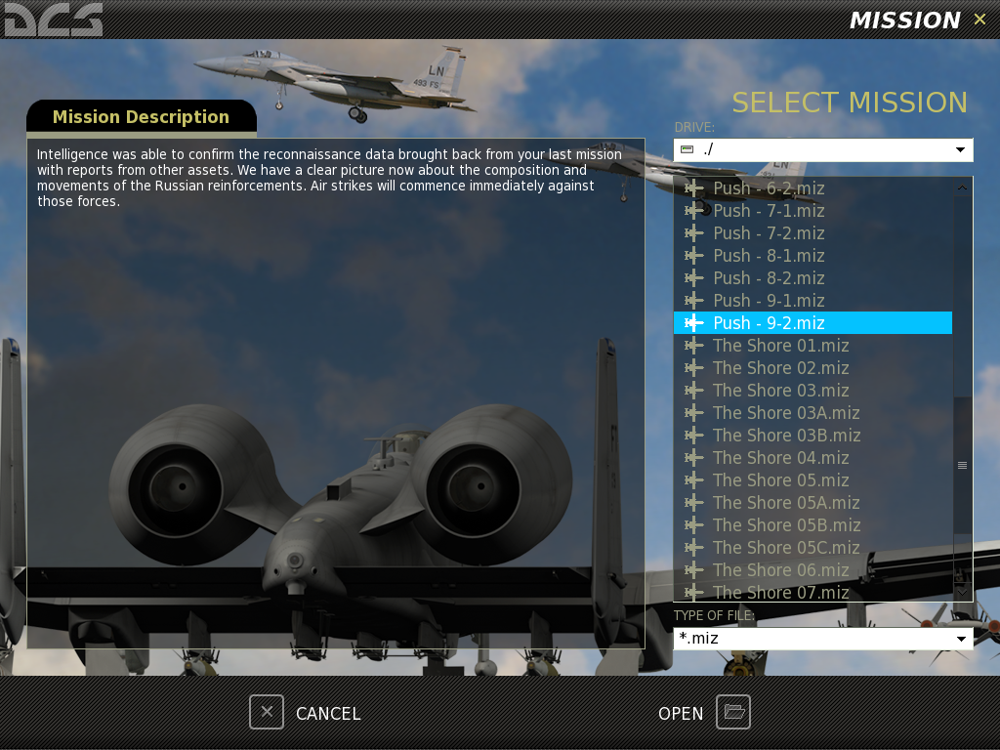 DCS
MISSION
SELECT MISSION
Mission Description
DRIVE:
./
Intelligence was able to confirm the reconnaissance data brought back from your last mission
with reports from other assets. We have a clear picture now about the composition and
movements of the Russian reinforcements. Air strikes will commence immediately against
those forces.
LN
493 FS
LN
Push - 6-2.miz
Push - 7-1.miz
Push - 7-2.miz
Push - 8-1.miz
Push - 8-2.miz
Push - 9-1.miz
Push - 9-2.miz
The Shore 01.miz
The Shore 02.miz
The Shore 03.miz
The Shore 03A.miz
The Shore 03B.miz
The Shore 04.miz
The Shore 05.miz
The Shore 05A.miz
The Shore 05B.miz
The Shore 05C.miz
The Shore 06.miz
The Shore 07.miz
TYPE OF FILE:
*.miz
CANCEL
OPEN